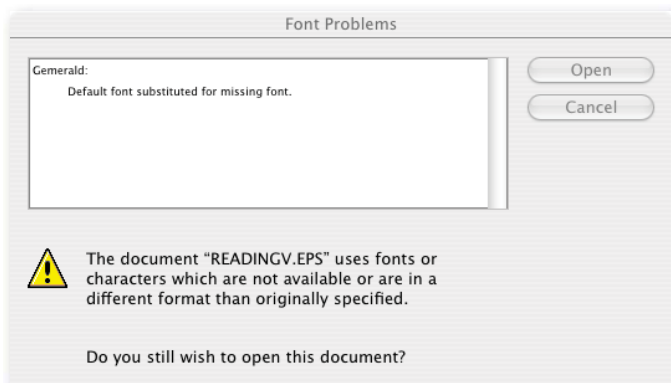 Font Problems
Gemerald:
Default font substituted for missing font.
Open
Cancel
The document “READINGV.EPS” uses fonts or
characters which are not available or are in a
different format than originally specified.
Do you still wish to open this document?